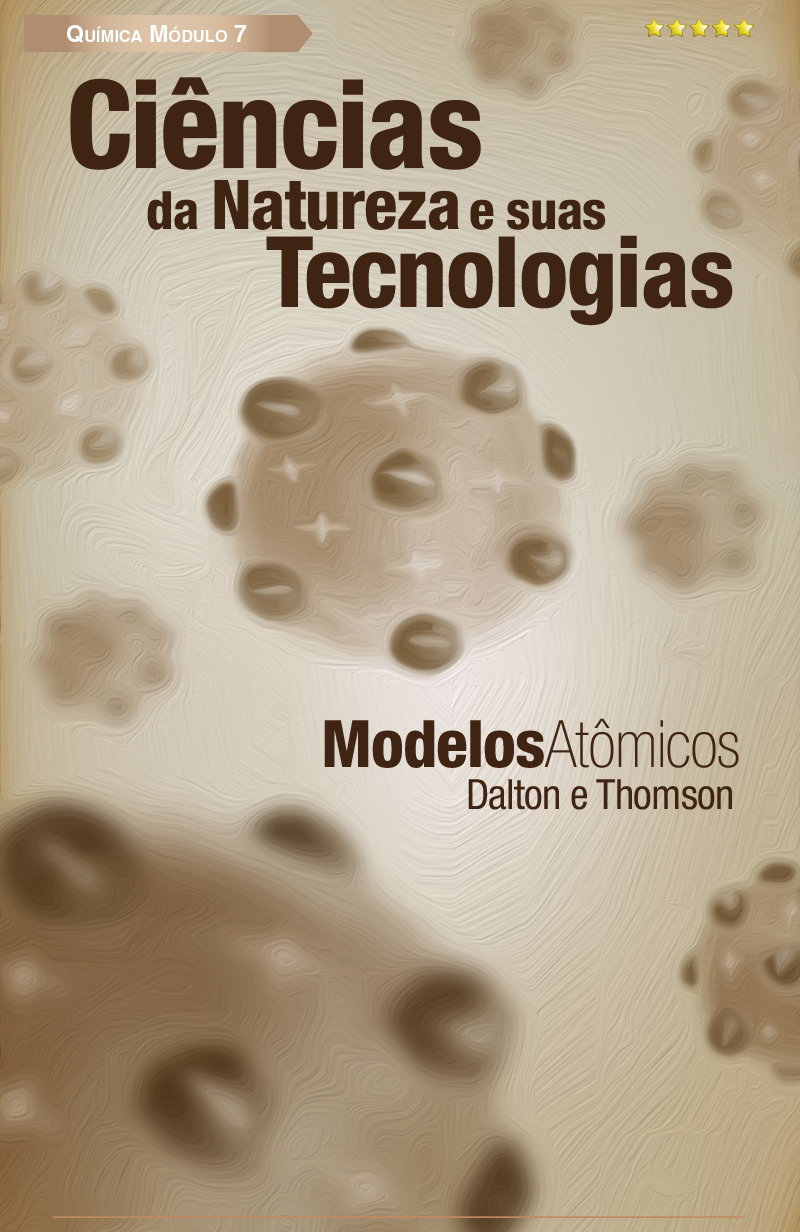 Química Módulo 7
Ciências
da Natureza e suas
Tecnologias
ModelosAtômicos
Dalton e Thomson